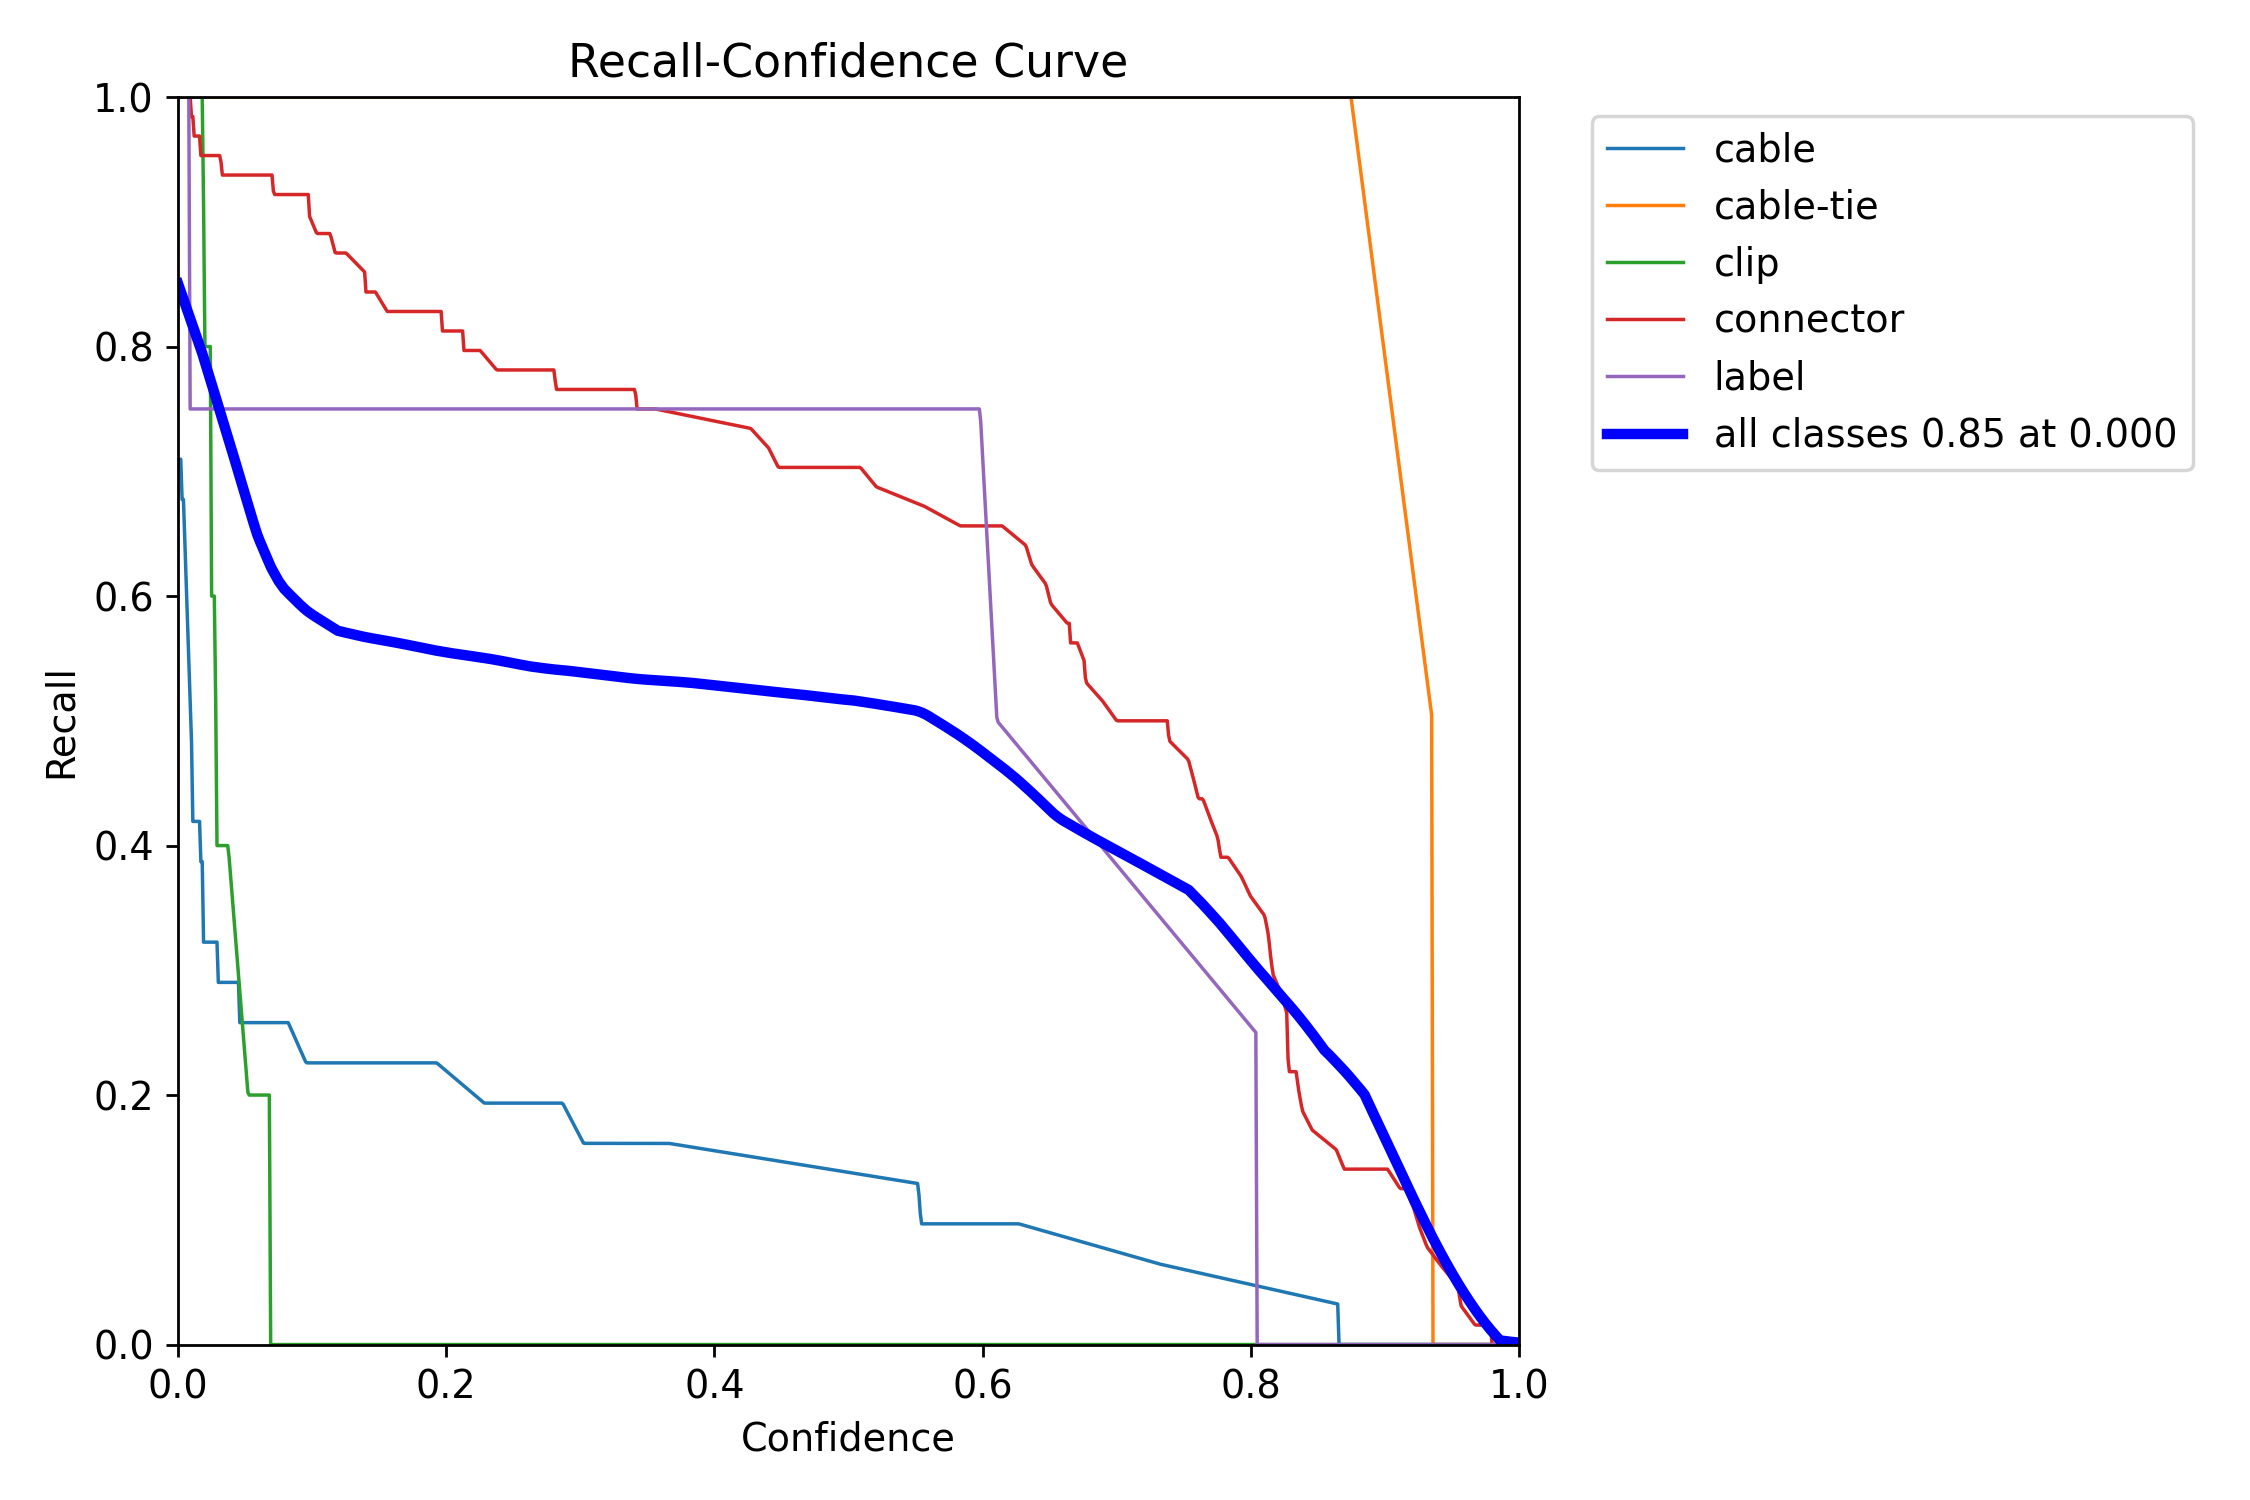 Recall-Confidence Curve
1.0
0.8
0.6
0.4
0.2
0.0
Recall
0.0 0.2 0.4 0.6 0.8 1.0
Confidence
cable
cable-tie
clip
connector
label
all classes 0.85 at 0.000